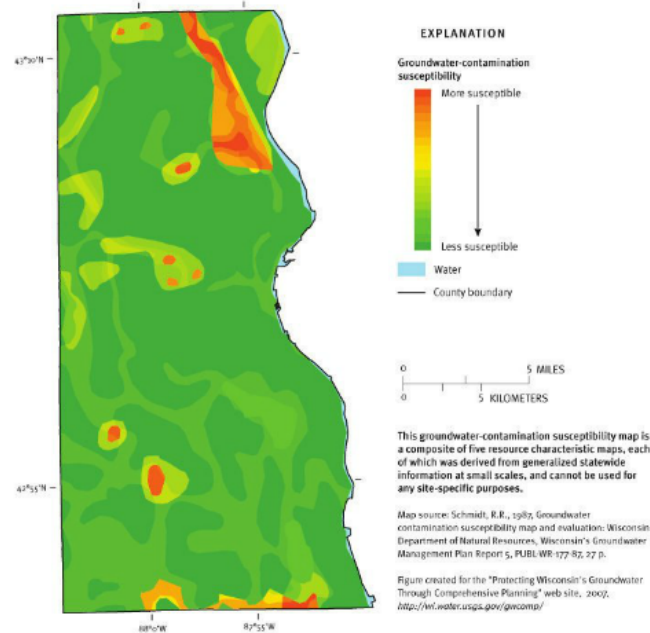 EXPLANATION
Groundwater-contamination
susceptibility
More susceptible
Less susceptible
Water
County boundary
0 5 MILES
0 5 KILOMETERS
This groundwater-contamination susceptibility map is
a composite of five resource characteristic maps, each
of which was derived from generalized statewide
information at small scales, and cannot be used for
any site-specific purposes.
Map source: Schmidt, R.R., 1987, Groundwater
contamination susceptibility map and evaluation: Wisconsin
Department of Natural Resources, Wisconsin's Groundwater
Management Plan Report 5, PUBL-WR-177-87, 27 p.
Figure created for the "Protecting Wisconsin's Groundwater
Through Comprehensive Planning" web site, 2007,
http://wi.water.usgs.gov/gwcomp/
42°55'N
88°0'W
87°55'W